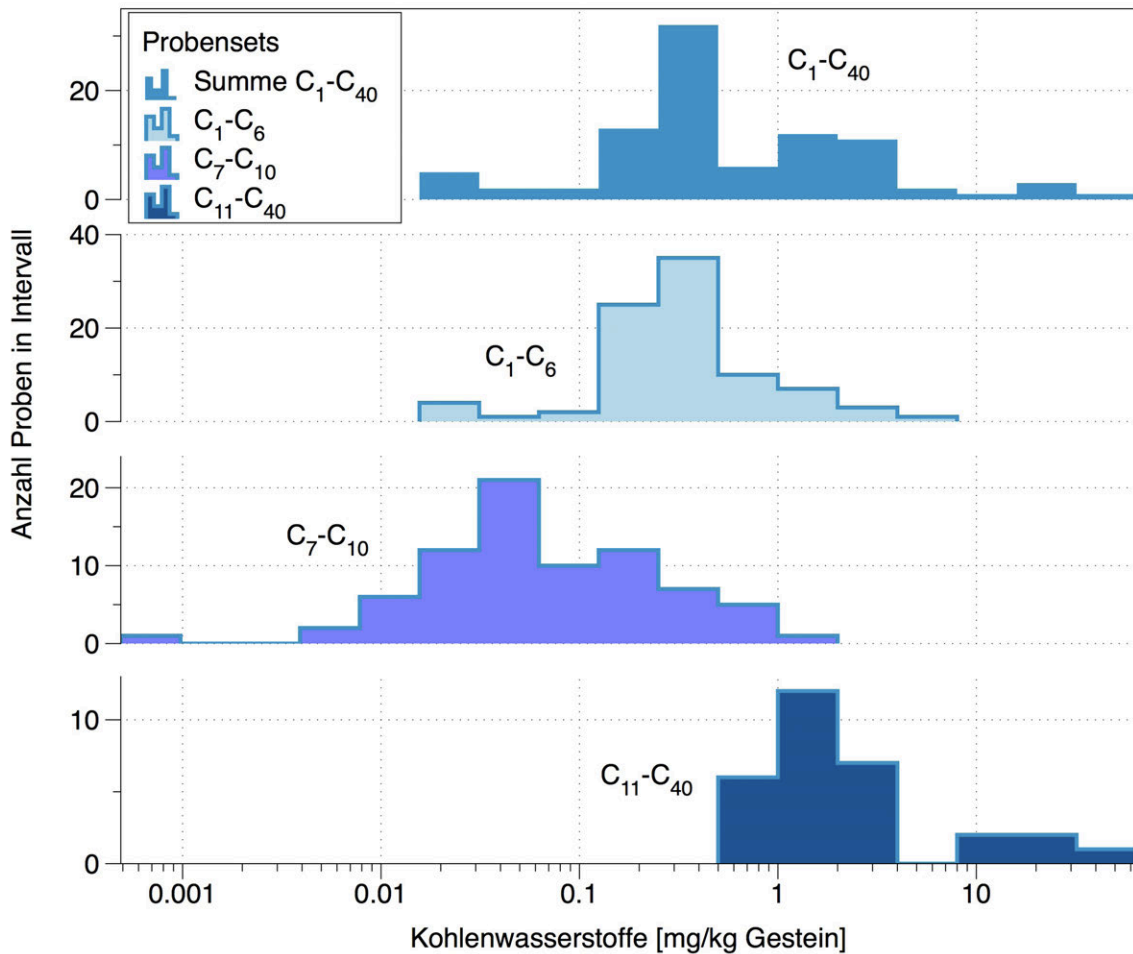 Probensets
Summe C₁-C₄₀
C₁-C₆
C₇-C₁₀
C₁₁-C₄₀
C₁-C₄₀
20
0
C₁-C₆
40
20
0
C₇-C₁₀
20
10
0
C₁₁-C₄₀
10
0
Anzahl Proben in Intervall
0.001 0.01 0.1 1 10
Kohlenwasserstoffe [mg/kg Gestein]